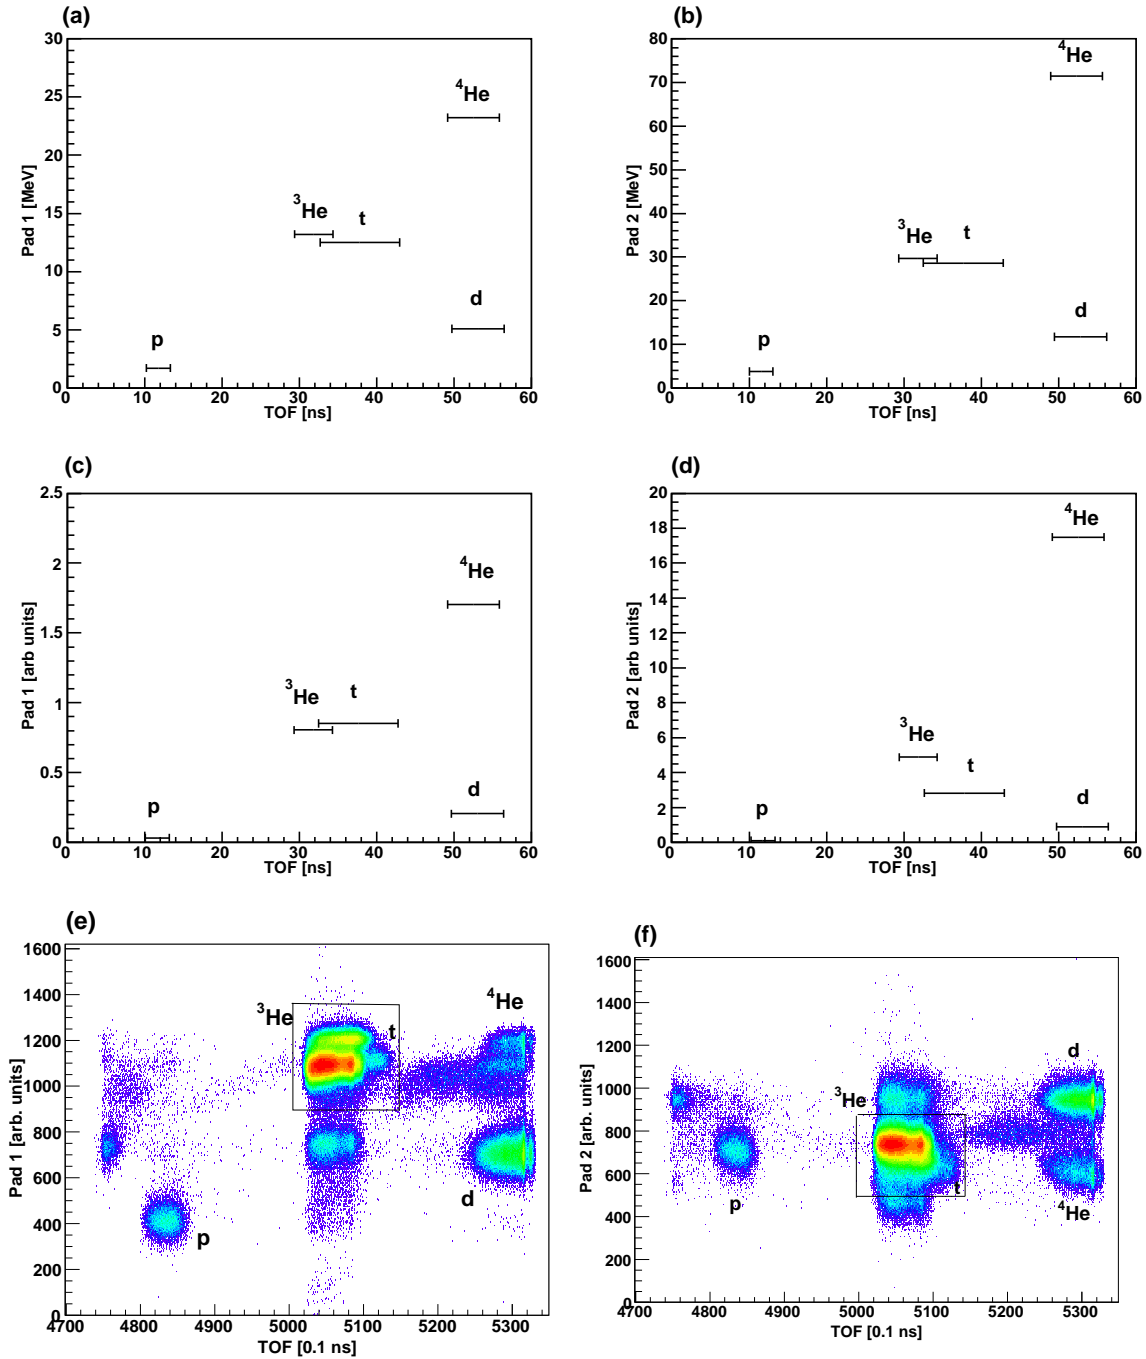 (a)
30
25
20
15
10
5
0
Pad 1 [MeV]
4He
3He
t
d
p
0 10 20 30 40 50 60
TOF [ns]
(b)
80
70
60
50
40
30
20
10
0
Pad 2 [MeV]
4He
3He
t
d
p
0 10 20 30 40 50 60
TOF [ns]
(c)
2.5
2
1.5
1
0.5
0
Pad 1 [arb units]
4He
3He
t
d
p
0 10 20 30 40 50 60
TOF [ns]
(d)
20
18
16
14
12
10
8
6
4
2
0
Pad 2 [arb. units]
4He
3He
t
d
p
0 10 20 30 40 50 60
TOF [ns]
(e)
1600
1400
1200
1000
800
600
400
200
0
Pad 1 [arb. units]
4He
3He
t
d
p
4700 4800 4900 5000 5100 5200 5300
TOF [0.1 ns]
(f)
1600
1400
1200
1000
800
600
400
200
0
Pad 2 [arb. units]
d
3He
t
p
4He
4700 4800 4900 5000 5100 5200 5300
TOF [0.1 ns]